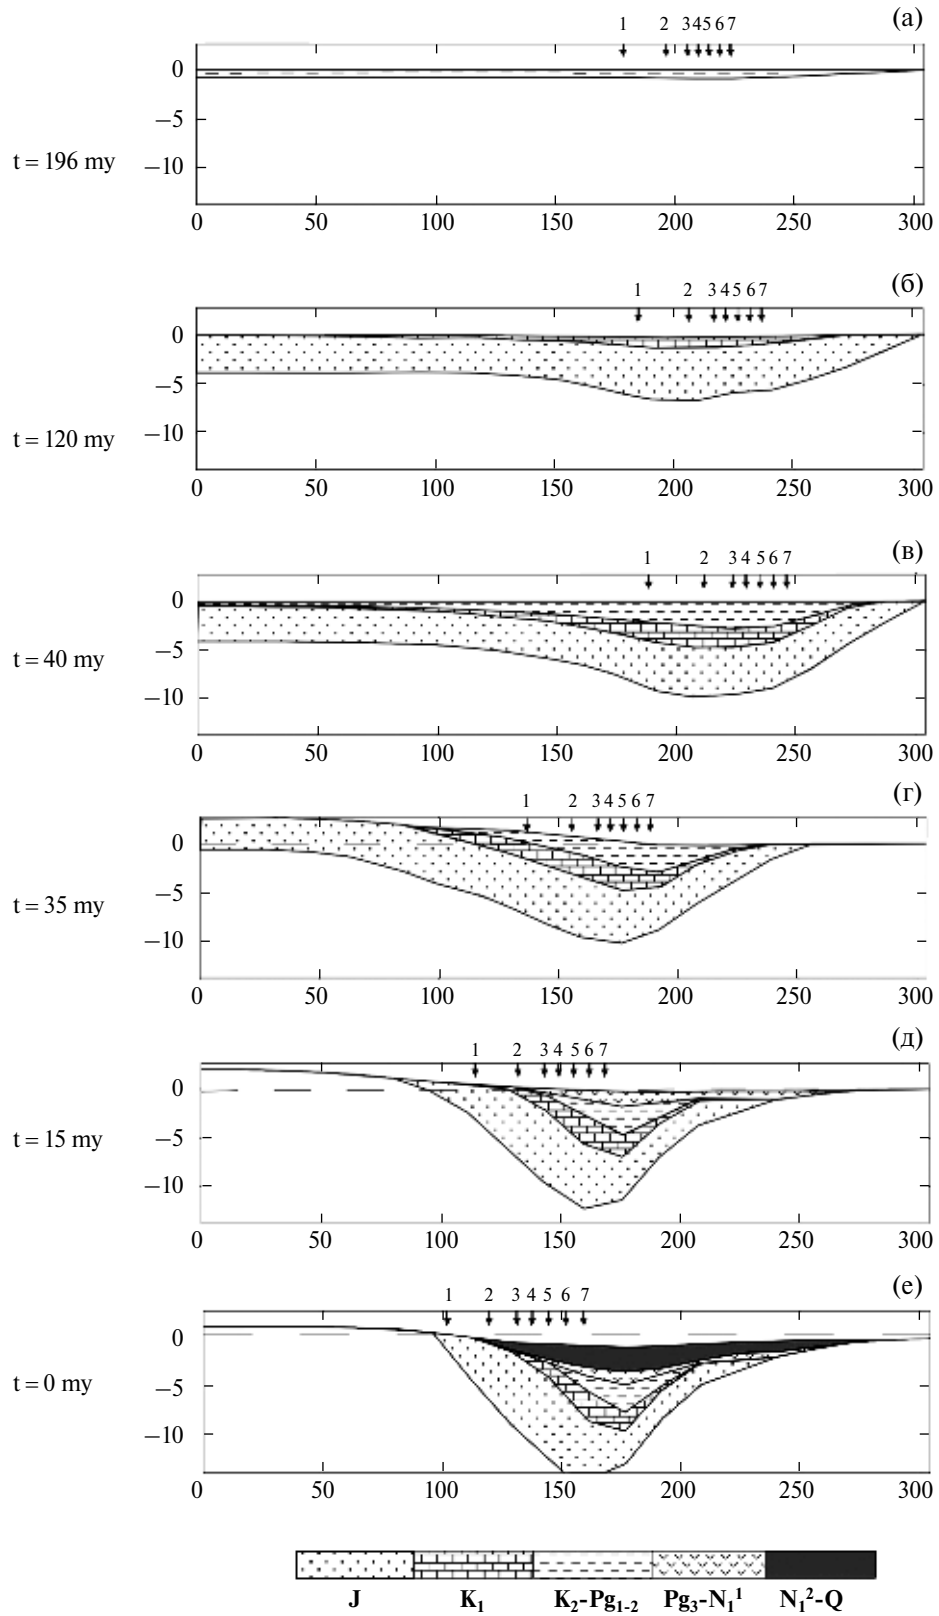 (а)
1 2 3 4 5 6 7
0
−5
t = 196 my
−10
0 50 100 150 200 250 300
(б)
1 2 3 4 5 6 7
0
−5
−10
t = 120 my
0 50 100 150 200 250 300
(в)
1 2 3 4 5 6 7
0
−5
t = 40 my
−10
0 50 100 150 200 250 300
(г)
1 2 3 4 5 6 7
0
−5
t = 35 my
−10
0 50 100 150 200 250 300
(д)
1 2 3 4 5 6 7
0
−5
t = 15 my
−10
0 50 100 150 200 250 300
(е)
1 2 3 4 5 6 7
0
t = 0 my
−5
−10
0 50 100 150 200 250 300
J K₁ K₂-Pg₁₋₂ Pg₃-N₁¹ N₁²-Q